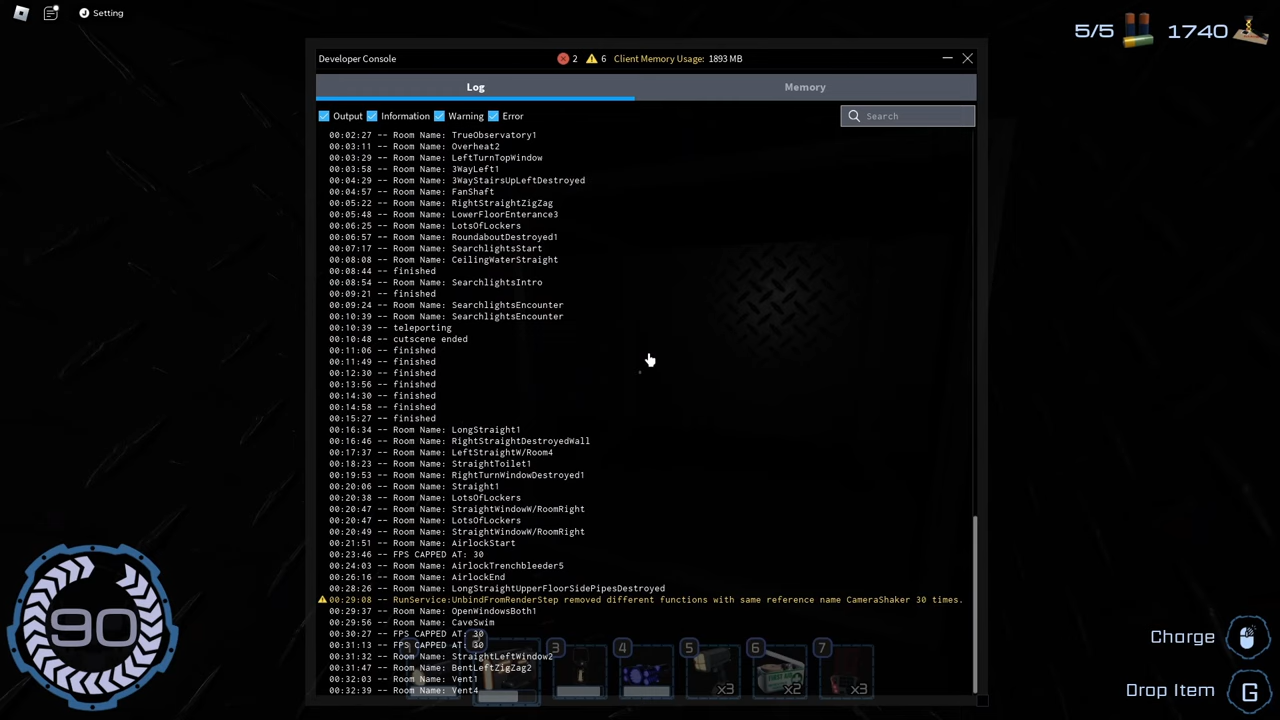 Setting
5/5
1740
Developer Console
2
6
Client Memory Usage: 1893 MB
Log
Memory
Output
Information
Warning
Error
Search
00:02:27 -- Room Name: TrueObservatory1
00:03:11 -- Room Name: Overheat2
00:03:29 -- Room Name: LeftTurnTopWindow
00:03:58 -- Room Name: 3WayLeft1
00:04:29 -- Room Name: 3WayStairsUpLeftDestroyed
00:04:57 -- Room Name: FanShaft
00:05:22 -- Room Name: RightStraightZigZag
00:05:48 -- Room Name: LowerFloorEnterance3
00:06:25 -- Room Name: LotsOfLockers
00:06:57 -- Room Name: RoundaboutDestroyed1
00:07:17 -- Room Name: SearchlightsStart
00:08:08 -- Room Name: CeilingWaterStraight
00:08:44 -- finished
00:08:54 -- Room Name: SearchlightsIntro
00:09:21 -- finished
00:09:24 -- Room Name: SearchlightsEncounter
00:10:39 -- Room Name: SearchlightsEncounter
00:10:39 -- teleporting
00:10:48 -- cutscene ended
00:11:06 -- finished
00:11:49 -- finished
00:12:30 -- finished
00:13:56 -- finished
00:14:30 -- finished
00:14:58 -- finished
00:15:27 -- finished
00:16:34 -- Room Name: LongStraight1
00:16:46 -- Room Name: RightStraightDestroyedWall
00:17:37 -- Room Name: LeftStraightW/Room4
00:18:23 -- Room Name: StraightToilet1
00:19:53 -- Room Name: RightTurnWindowDestroyed1
00:20:06 -- Room Name: Straight1
00:20:38 -- Room Name: LotsOfLockers
00:20:47 -- Room Name: StraightWindowW/RoomRight
00:20:47 -- Room Name: LotsOfLockers
00:20:49 -- Room Name: StraightWindowW/RoomRight
00:21:51 -- Room Name: AirlockStart
00:23:46 -- FPS CAPPED AT: 30
00:24:03 -- Room Name: AirlockTrenchbleeder5
00:26:16 -- Room Name: AirlockEnd
00:28:26 -- Room Name: LongStraightUpperFloorSidePipesDestroyed
00:29:08 -- RunService:UnbindFromRenderStep removed different functions with same reference name CameraShaker 30 times.
00:29:37 -- Room Name: OpenWindowsBoth1
00:29:56 -- Room Name: CaveSwim
00:30:27 -- FPS CAPPED AT: 30
00:31:13 -- FPS CAPPED AT: 30
00:31:32 -- Room Name: StraightLeftWindow2
00:31:47 -- Room Name: BentLeftZigZag2
00:32:03 -- Room Name: Vent1
00:32:39 -- Room Name: Vent4
3
4
5
6
7
x3
x2
x3
90
Charge
Drop Item
G